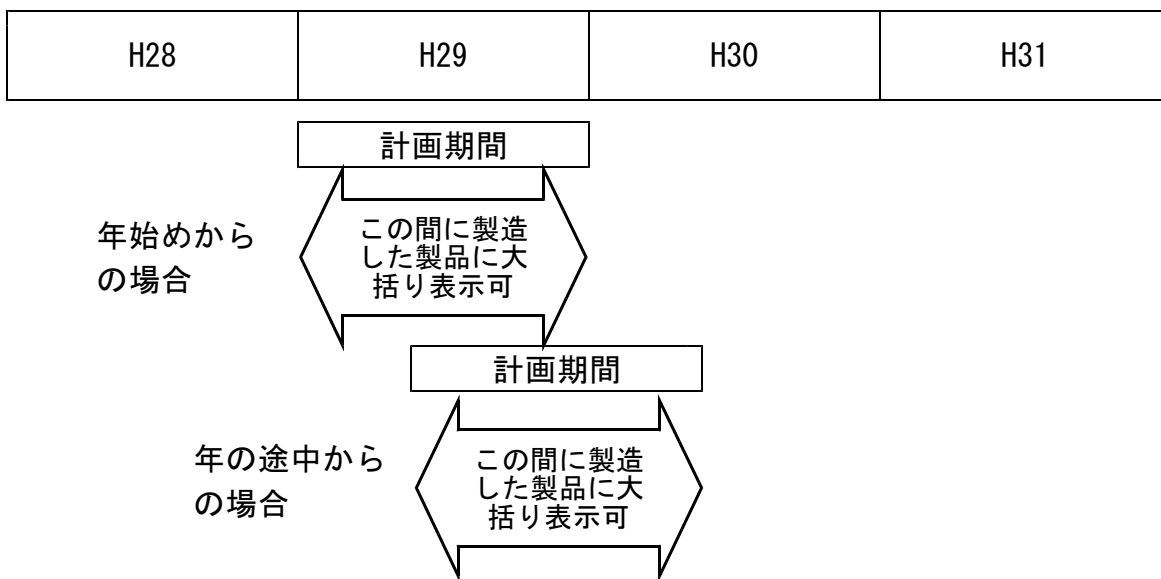 H28 H29 H30 H31
計画期間
年始めから
の場合
この間に製造
した製品に大
括り表示可
計画期間
年の途中から
の場合
この間に製造
した製品に大
括り表示可